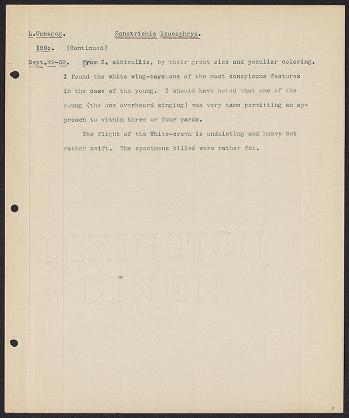 L.Umbagog. Zonotrichia leucophrys.
1896. (Continued)
Sept.29-30. from Z. albicollis, by their great size and peculiar coloring.
I found the white wing-bars one of the most conspicuous features
in the case of the young. I should have noted that one of the
young (the one overheard singing) was very tame permitting an ap-
proach to within three or four yards.
The flight of the White-crown is undulating and heavy but
rather swift. The specimens killed were rather fat.
LEXINGTON
LINEN